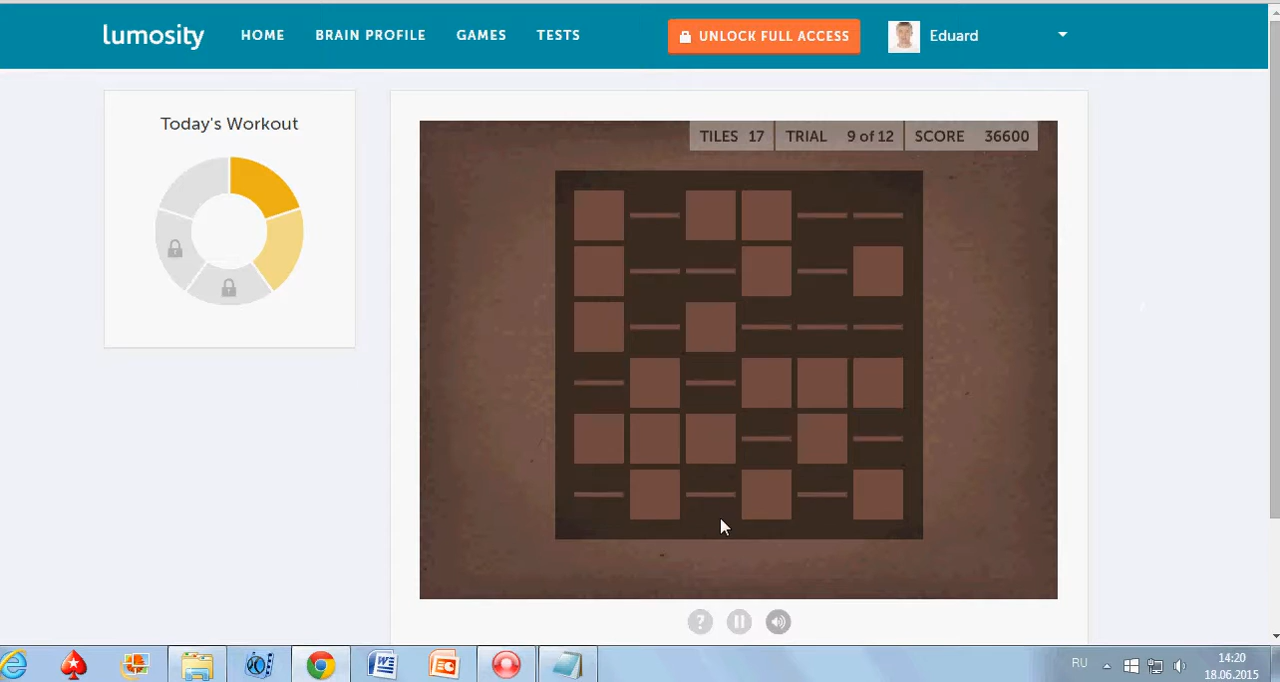 lumosity HOME BRAIN PROFILE GAMES TESTS UNLOCK FULL ACCESS Eduard
Today's Workout
TILES 17 TRIAL 9 of 12 SCORE 36600
?
RU 14:20
18.06.2015